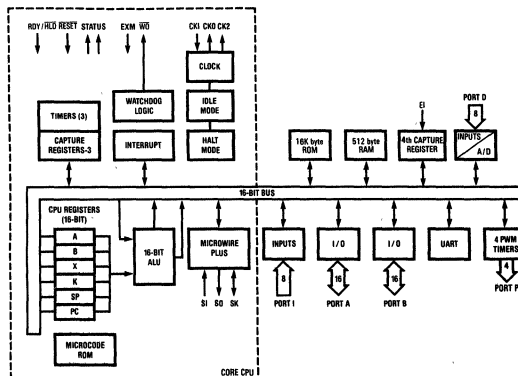 RDY/HLD RESET STATUS EXM WO CKI CKO CK2
CLOCK
TIMERS (3)
CAPTURE REGISTERS-3
WATCHDOG LOGIC
IDLE MODE
INTERRUPT
HALT MODE
16K byte ROM
512 byte RAM
EI
4th CAPTURE REGISTER
PORT D
8
INPUTS
A/D
16-BIT BUS
CPU REGISTERS (16-BIT)
A
B
X
K
SP
PC
16-BIT ALU
MICROWIRE PLUS
SI SO SK
MICROCODE ROM
CORE CPU
INPUTS
8
PORT I
I/O
16
PORT A
I/O
16
PORT B
UART
4 PWM TIMERS
4
PORT P